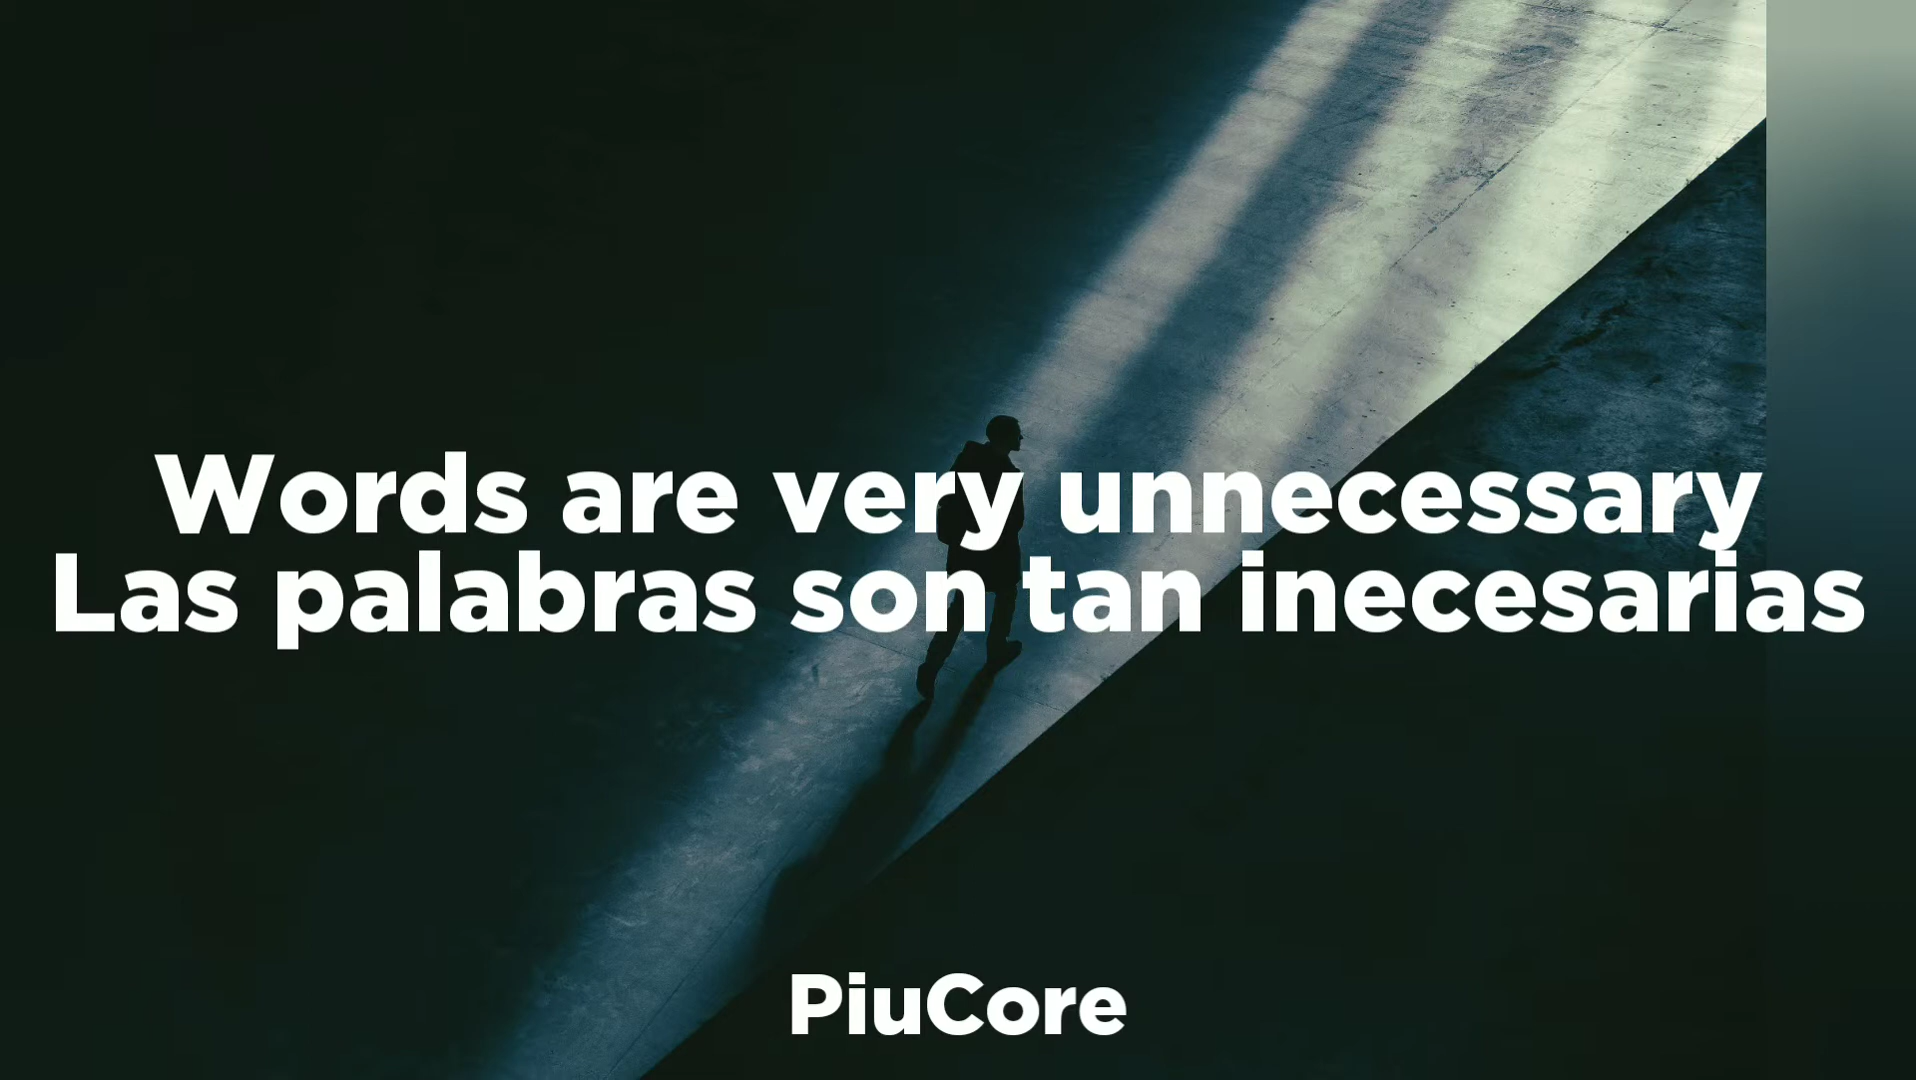 Words are very unnecessary
Las palabras son tan inecesarias
PiuCore